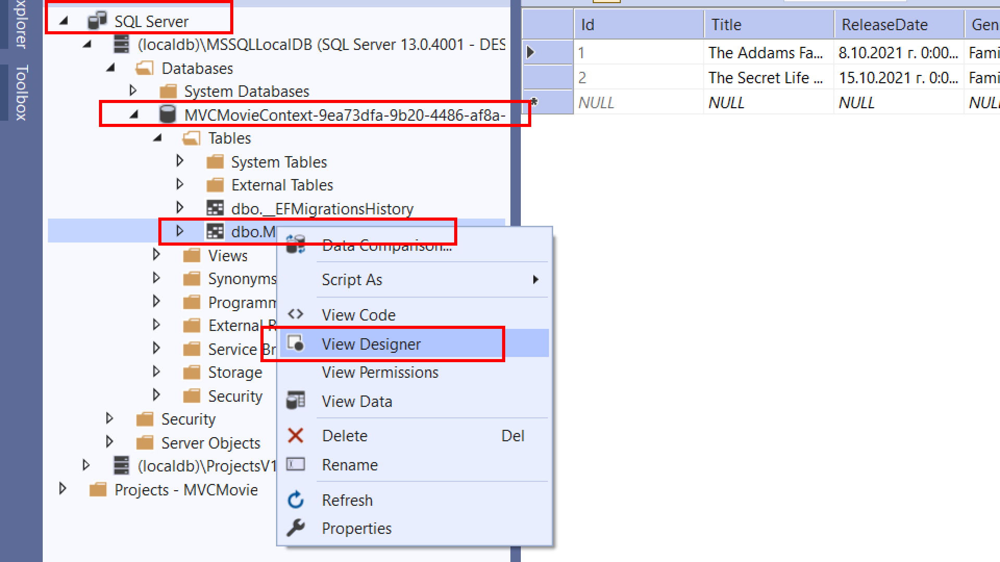 xplorer
Toolbox
SQL Server
(localdb)\MSSQLLocalDB (SQL Server 13.0.4001 - DES
Databases
System Databases
MVCMovieContext-9ea73dfa-9b20-4486-af8a-
Tables
System Tables
External Tables
dbo.__EFMigrationsHistory
dbo.M
Views
Synonyms
Programm
External R
Service Br
Storage
Security
Security
Server Objects
(localdb)\ProjectsV1
Projects - MVCMovie
Data Comparison...
Script As
View Code
View Designer
View Permissions
View Data
Delete Del
Rename
Refresh
Properties
Id Title ReleaseDate Gen
1 The Addams Fa... 8.10.2021 г. 0:00... Fami
2 The Secret Life ... 15.10.2021 г. 0:0... Fami
NULL NULL NULL NULL